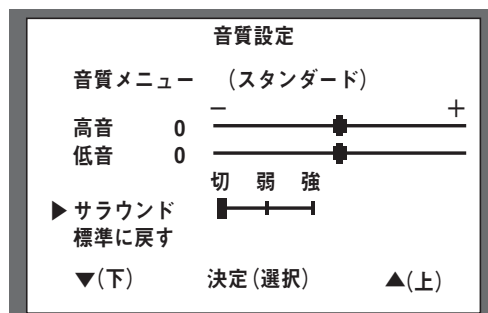 音質設定
音質メニュー （スタンダード）
− ＋
高音 0
低音 0
切 弱 強
▶サラウンド
標準に戻す
▼(下) 決定(選択) ▲(上)